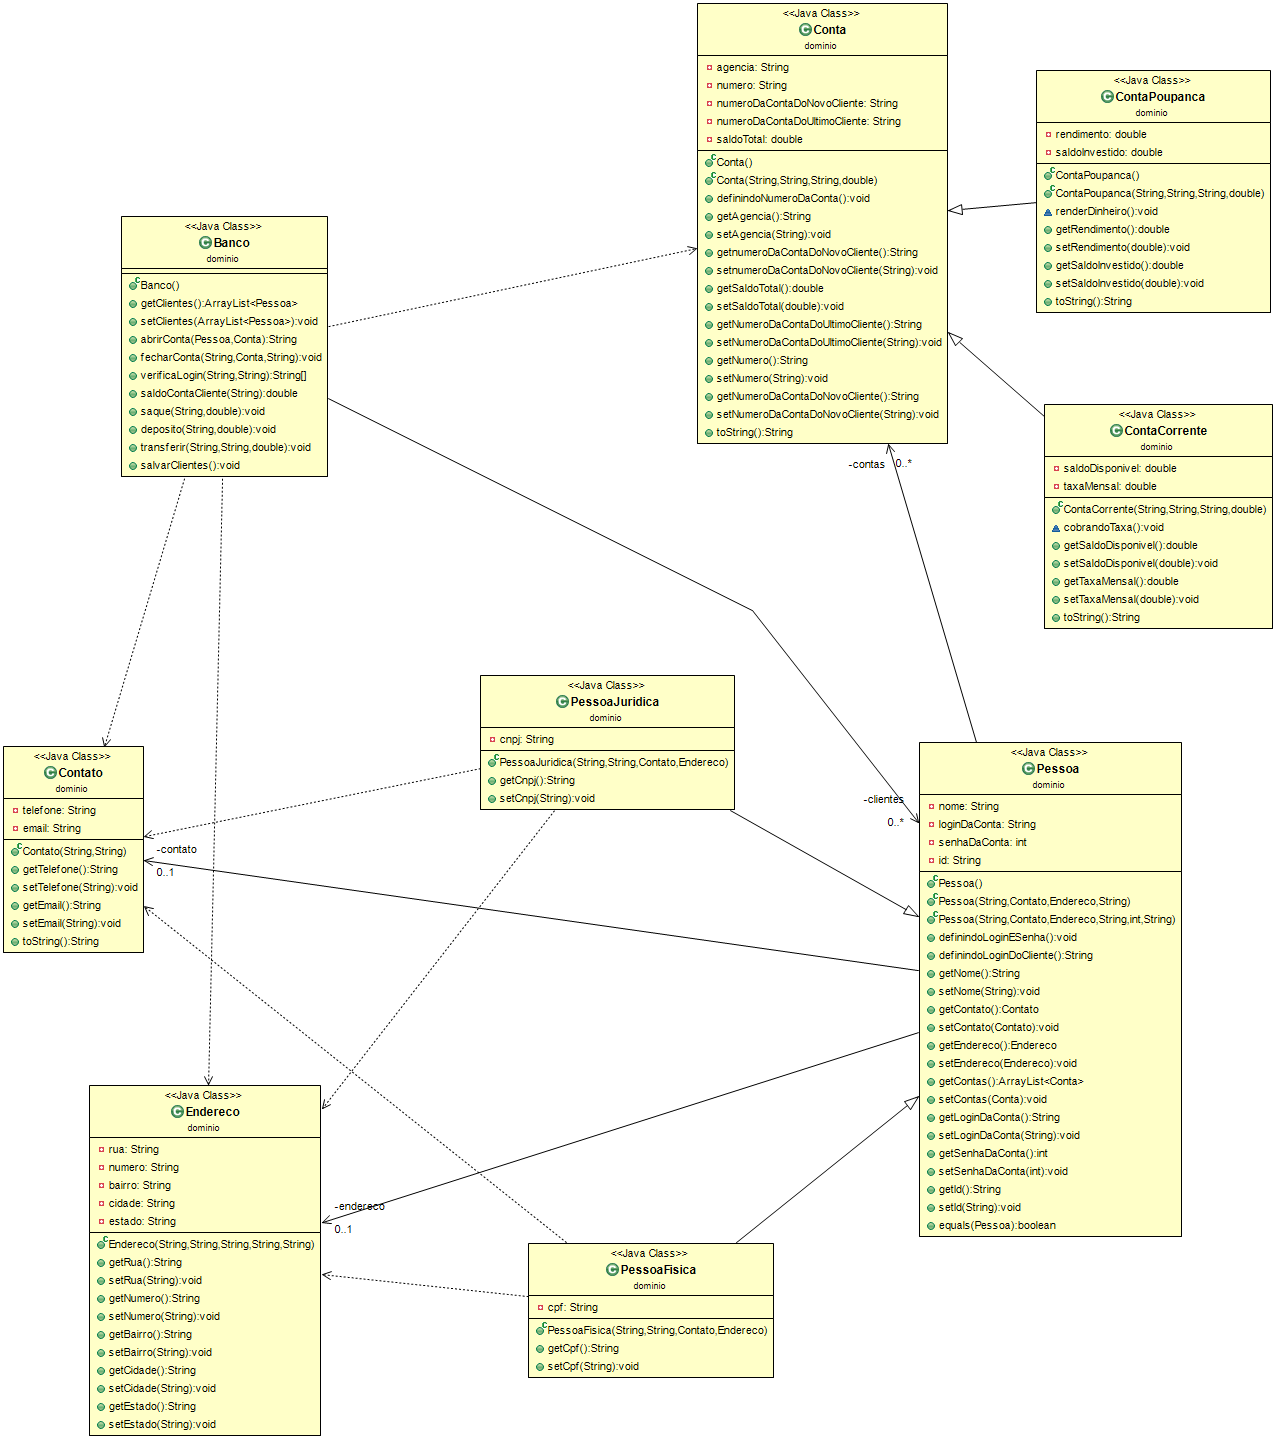 <<Java Class>>
Conta
dominio
agencia: String
numero: String
numeroDaContaDoNovoCliente: String
numeroDaContaDoUltimoCliente: String
saldoTotal: double
Conta()
Conta(String,String,String,double)
definindoNumeroDaConta():void
getAgencia():String
setAgencia(String):void
getnumeroDaContaDoNovoCliente():String
setnumeroDaContaDoNovoCliente(String):void
getSaldoTotal():double
setSaldoTotal(double):void
getNumeroDaContaDoUltimoCliente():String
setNumeroDaContaDoUltimoCliente(String):void
getNumero():String
setNumero(String):void
getNumeroDaContaDoNovoCliente():String
setNumeroDaContaDoNovoCliente(String):void
toString():String
<<Java Class>>
ContaPoupanca
dominio
rendimento: double
saldoInvestido: double
ContaPoupanca()
ContaPoupanca(String,String,String,double)
renderDinheiro():void
getRendimento():double
setRendimento(double):void
getSaldoInvestido():double
setSaldoInvestido(double):void
toString():String
<<Java Class>>
Banco
dominio
Banco()
getClientes():ArrayList<Pessoa>
setClientes(ArrayList<Pessoa>):void
abrirConta(Pessoa,Conta):String
fecharConta(String,Conta,String):void
verificaLogin(String,String):String[]
saldoContaCliente(String):double
saque(String,double):void
deposito(String,double):void
transferir(String,String,double):void
salvarClientes():void
<<Java Class>>
ContaCorrente
dominio
saldoDisponivel: double
taxaMensal: double
ContaCorrente(String,String,String,double)
cobrandoTaxa():void
getSaldoDisponivel():double
setSaldoDisponivel(double):void
getTaxaMensal():double
setTaxaMensal(double):void
toString():String
-contas 0..*
<<Java Class>>
PessoaJuridica
dominio
cnpj: String
PessoaJuridica(String,String,Contato,Endereco)
getCnpj():String
setCnpj(String):void
<<Java Class>>
Contato
dominio
telefone: String
email: String
Contato(String,String)
getTelefone():String
setTelefone(String):void
getEmail():String
setEmail(String):void
toString():String
-contato
0..1
-clientes
0..*
<<Java Class>>
Pessoa
dominio
nome: String
loginDaConta: String
senhaDaConta: int
id: String
Pessoa()
Pessoa(String,Contato,Endereco,String)
Pessoa(String,Contato,Endereco,String,int,String)
definindoLoginESenha():void
definindoLoginDoCliente():String
getNome():String
setNome(String):void
getContato():Contato
setContato(Contato):void
getEndereco():Endereco
setEndereco(Endereco):void
getContas():ArrayList<Conta>
setContas(Conta):void
getLoginDaConta():String
setLoginDaConta(String):void
getSenhaDaConta():int
setSenhaDaConta(int):void
getId():String
setId(String):void
equals(Pessoa):boolean
<<Java Class>>
Endereco
dominio
rua: String
numero: String
bairro: String
cidade: String
estado: String
Endereco(String,String,String,String,String)
getRua():String
setRua(String):void
getNumero():String
setNumero(String):void
getBairro():String
setBairro(String):void
getCidade():String
setCidade(String):void
getEstado():String
setEstado(String):void
-endereco
0..1
<<Java Class>>
PessoaFisica
dominio
cpf: String
PessoaFisica(String,String,Contato,Endereco)
getCpf():String
setCpf(String):void